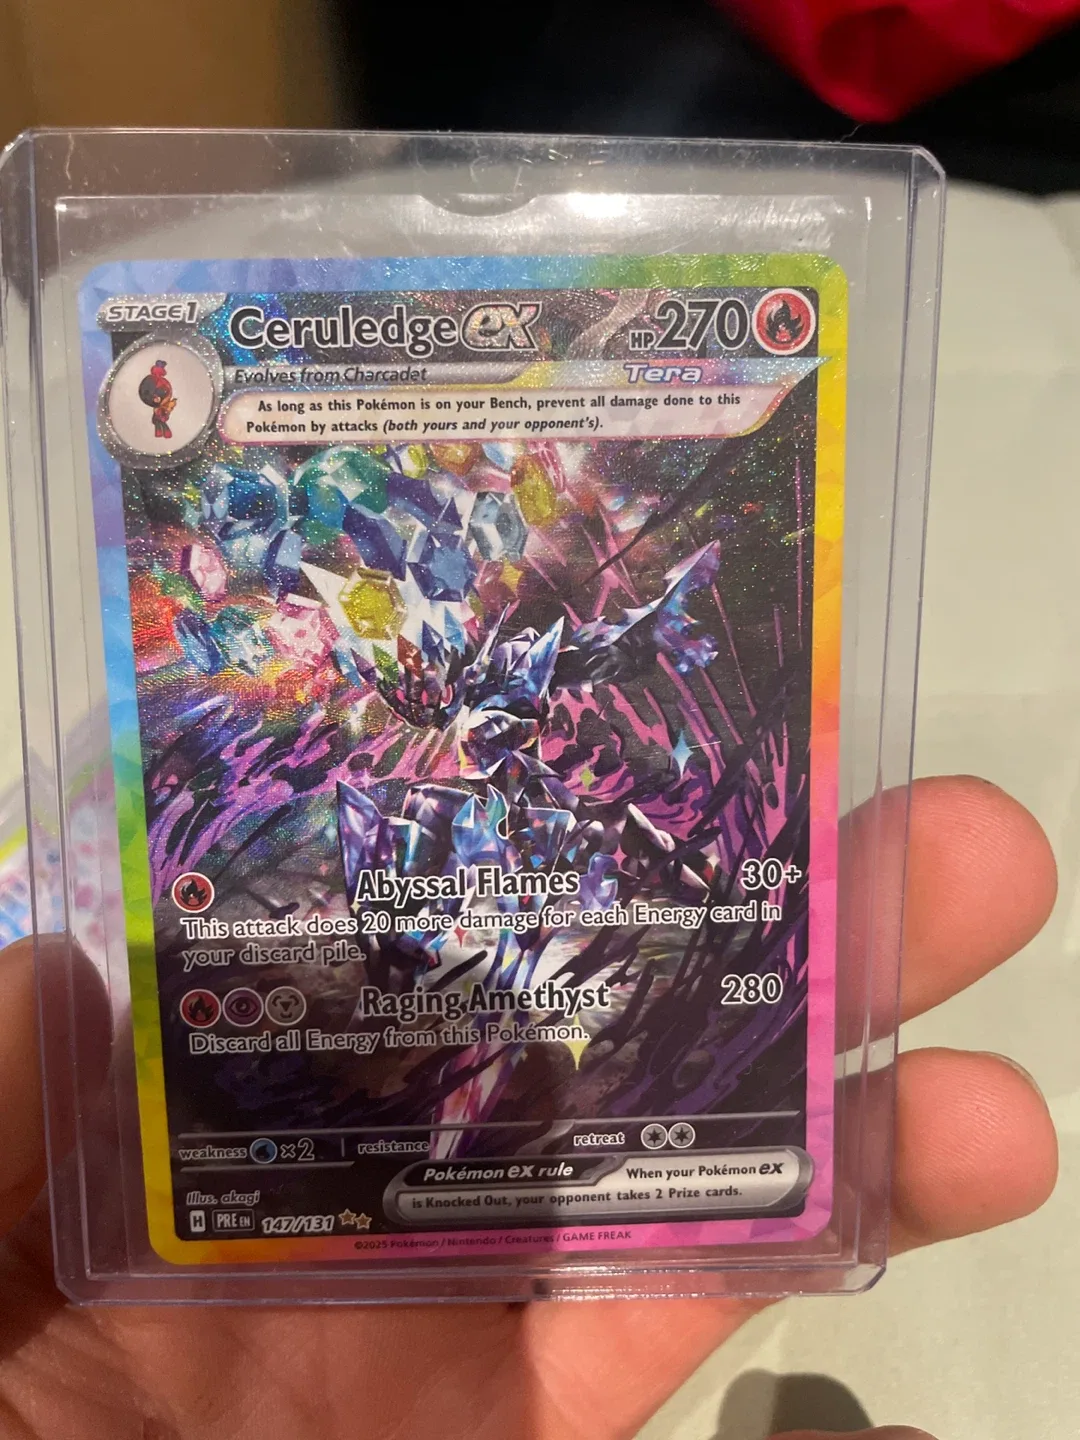 STAGE1
Ceruledge ex
HP 270
Evolves from Charcadet
Tera
As long as this Pokémon is on your Bench, prevent all damage done to this
Pokémon by attacks (both yours and your opponent's).
Abyssal Flames 30+
This attack does 20 more damage for each Energy card in
your discard pile.
Raging Amethyst 280
Discard all Energy from this Pokémon.
weakness ×2 resistance retreat
Pokémon ex rule When your Pokémon ex
is Knocked Out, your opponent takes 2 Prize cards.
Illus. akagi
H PRE EN 147/131
©2025 Pokémon / Nintendo / Creatures / GAME FREAK